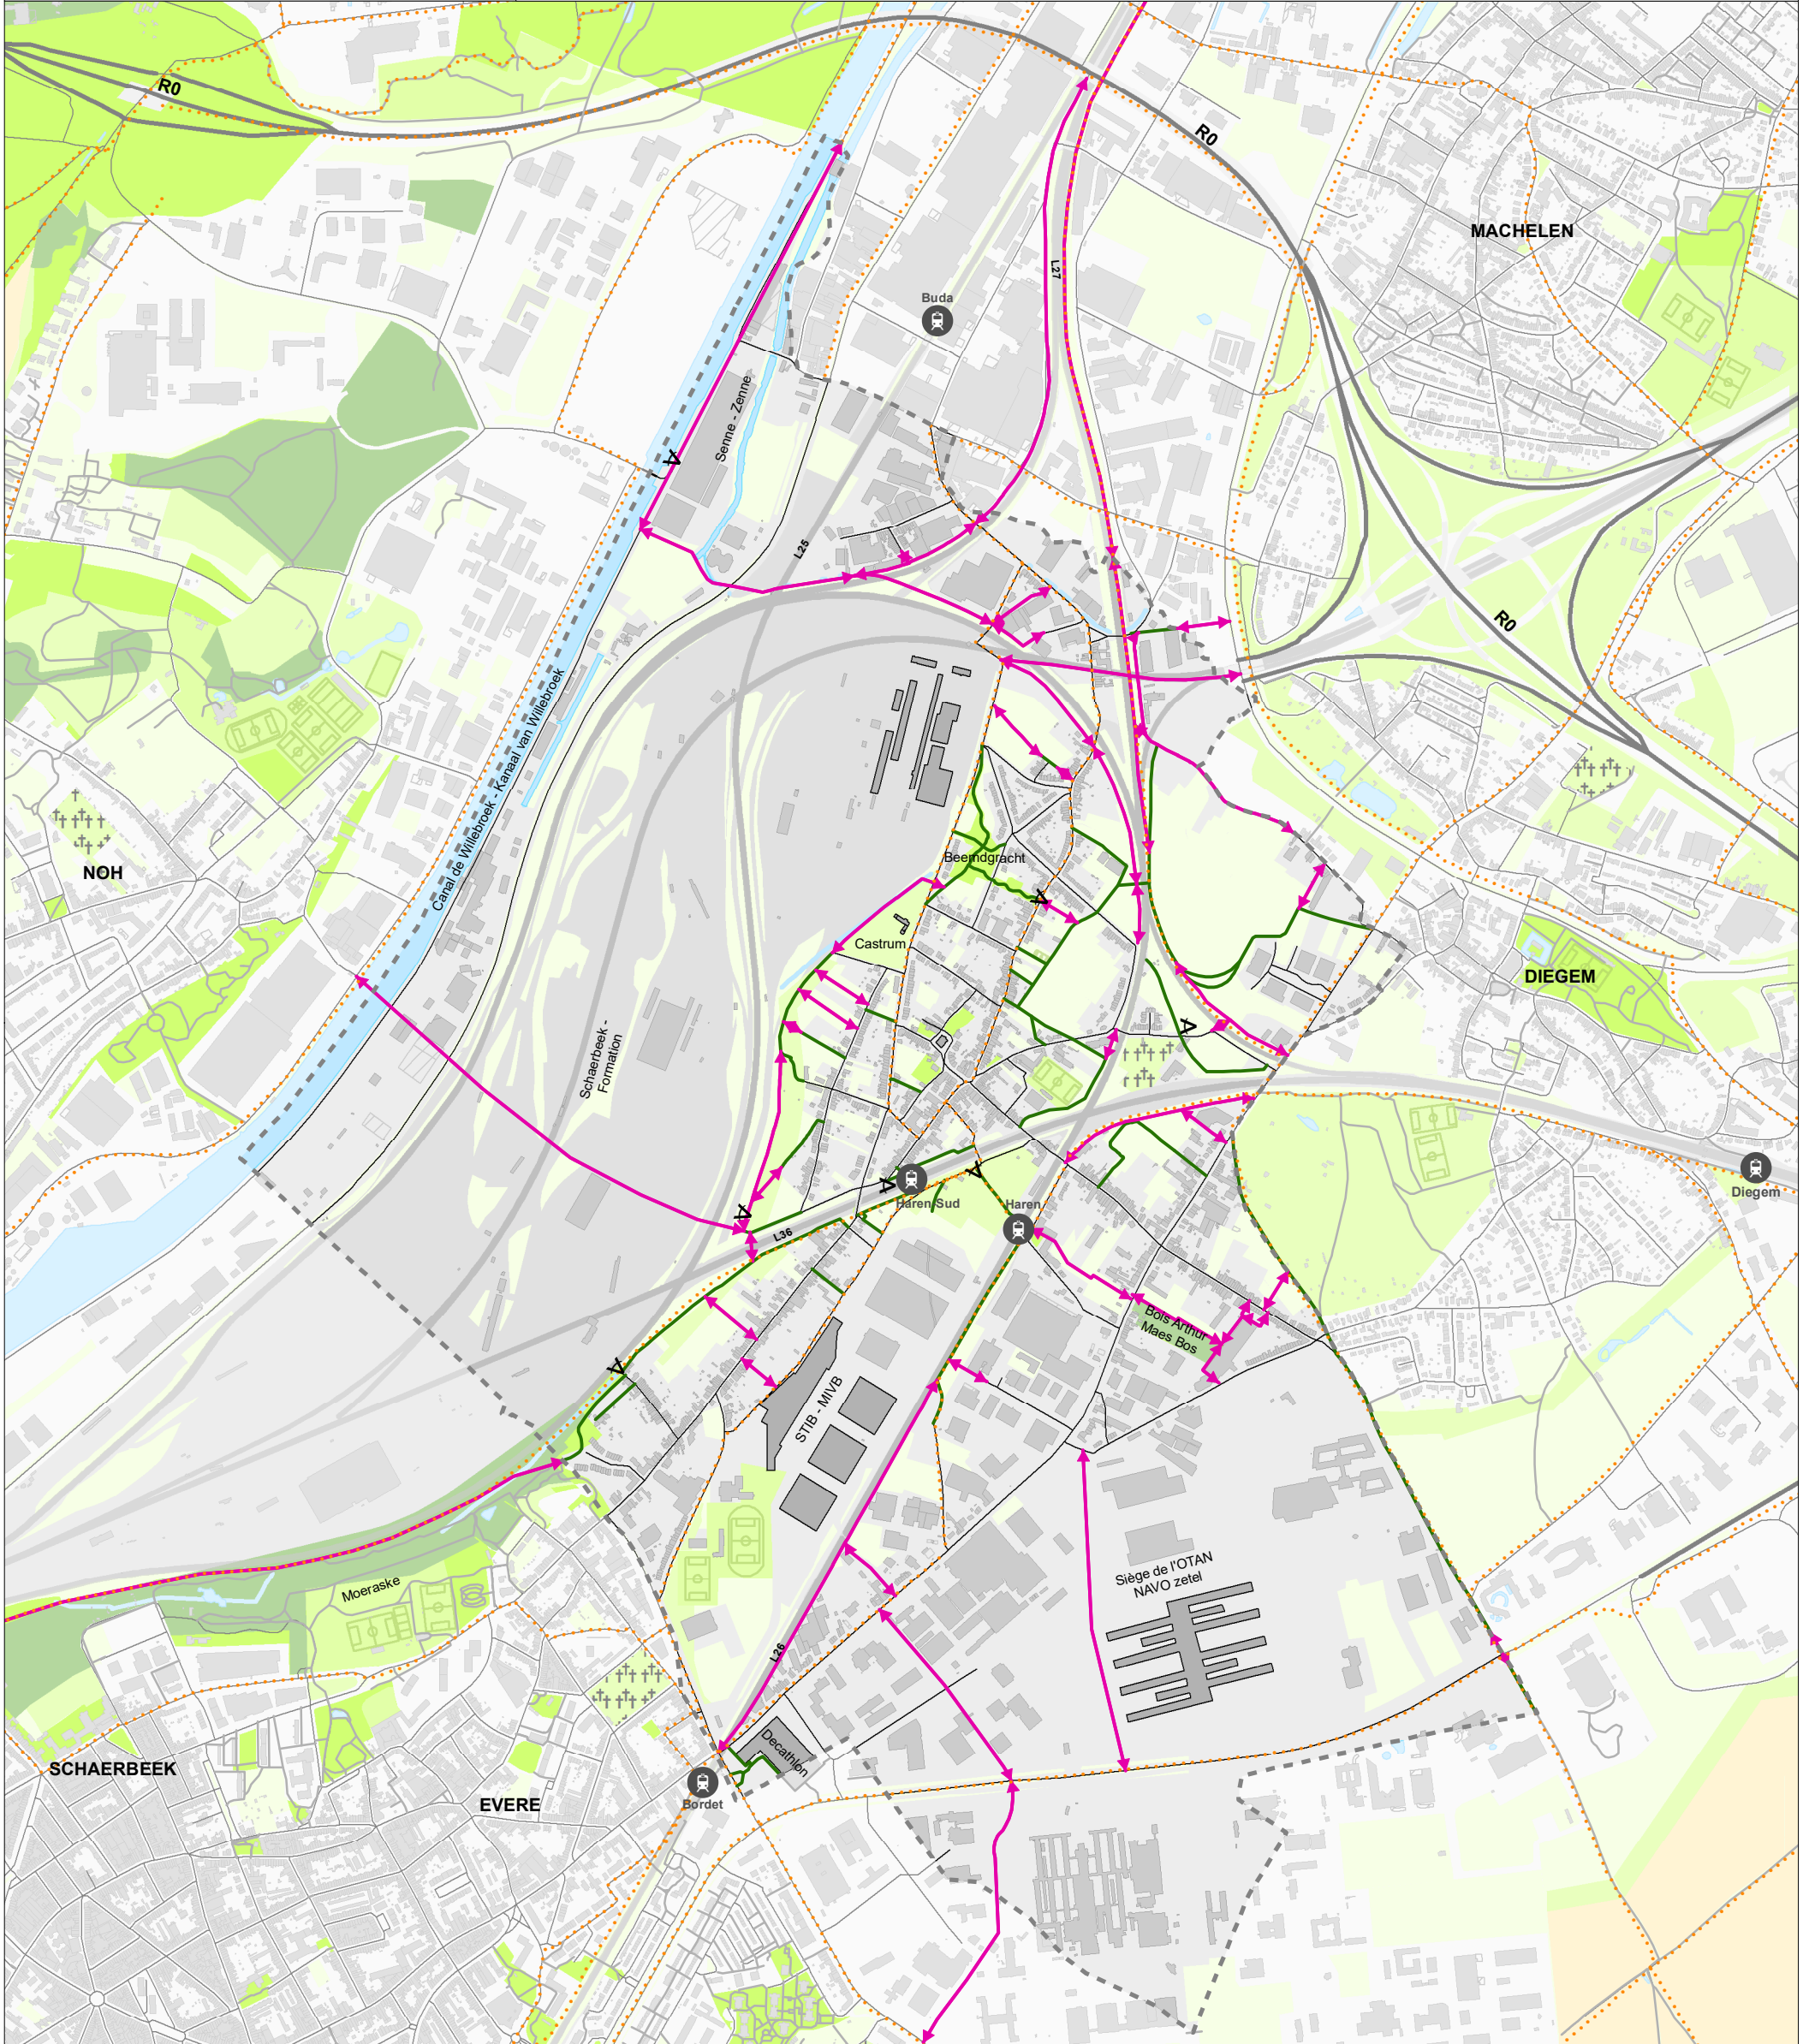 R0
R0
MACHELEN
L27
Buda
Senne - Zenne
L25
R0
Canal de Willebroek - Kanaal van Willebroek
NOH
Beemdgracht
Castrum
DIEGEM
Schaerbeek -
Formation
Haren-Sud
Haren
Diegem
L36
Bois Arthur
Maes Bos
STIB - MIVB
Siège de l'OTAN
NAVO zetel
Moeraske
L26
Decathlon
SCHAERBEEK
EVERE
Bordet